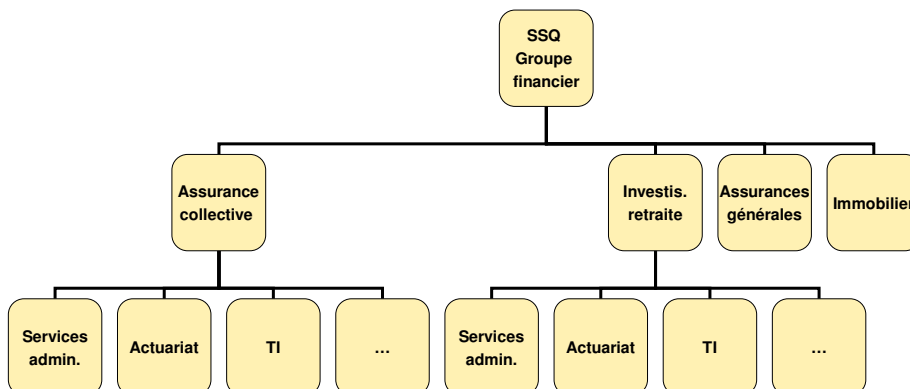 SSQ
Groupe
financier
Assurance
collective
Investis.
retraite
Assurances
générales
Immobilier
Services
admin.
Actuariat
TI
...
Services
admin.
Actuariat
TI
...